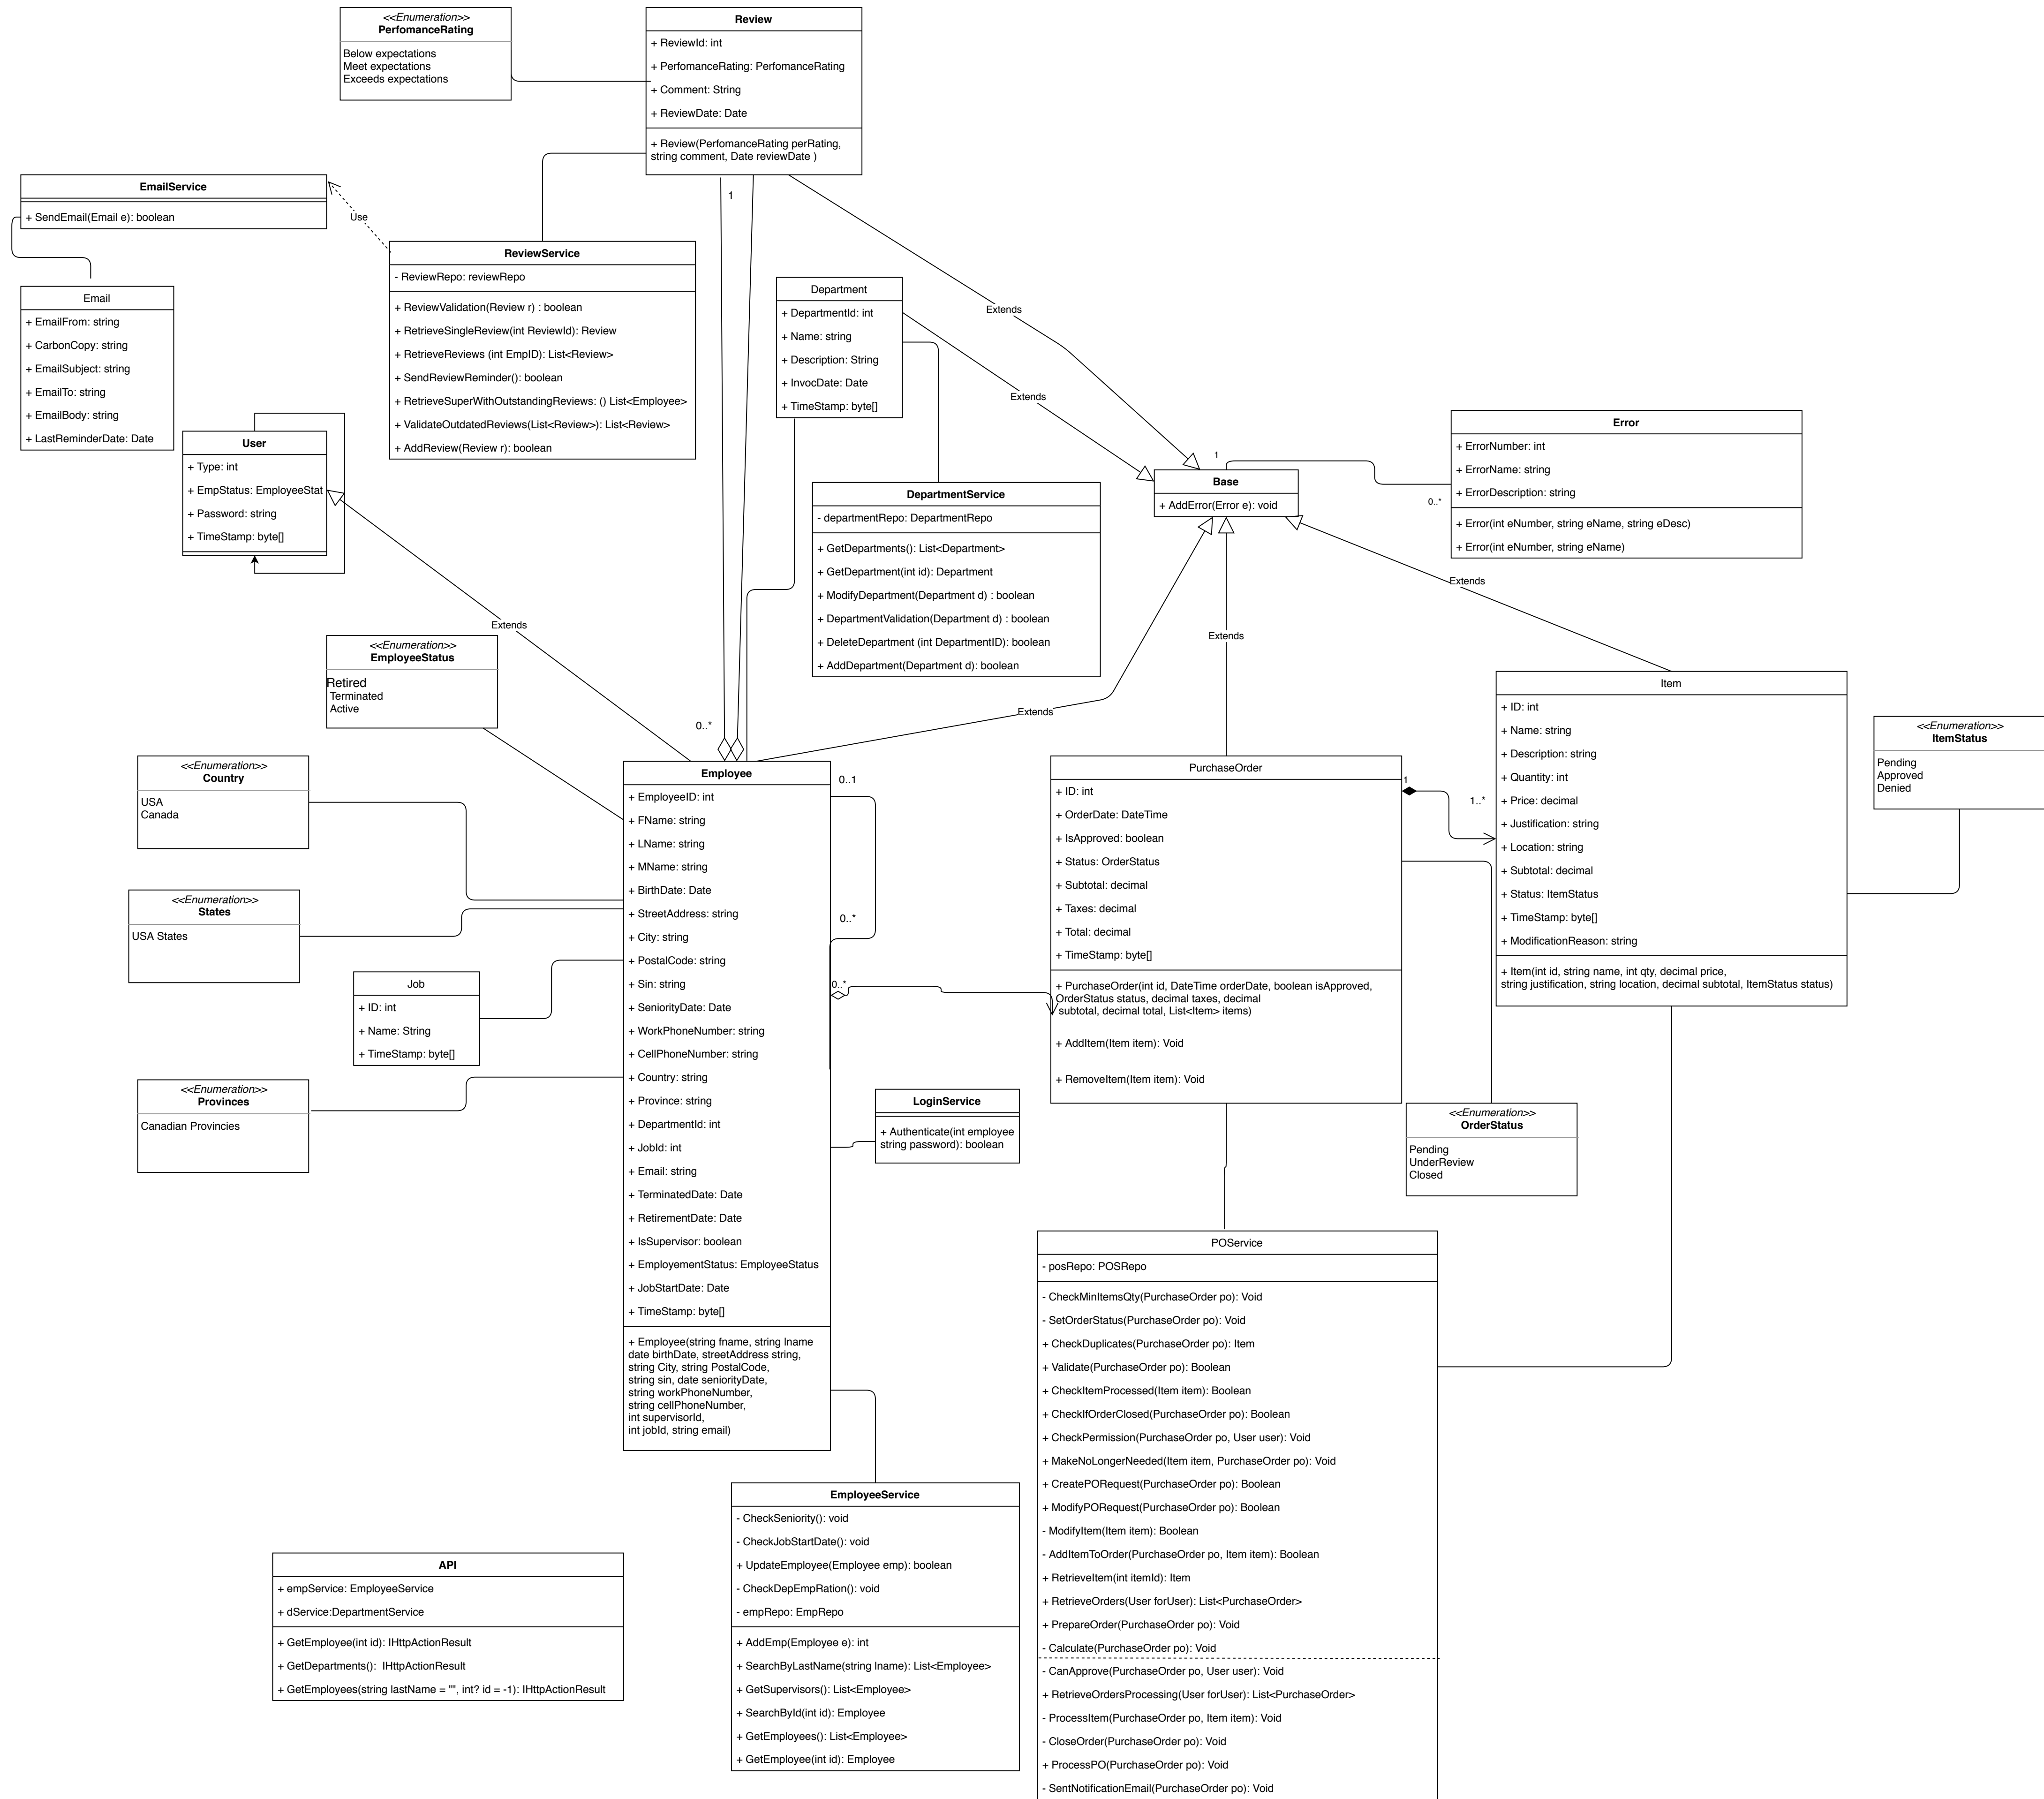 <<Enumeration>>
PerfomanceRating
Below expectations
Meet expectations
Exceeds expectations
Review
+ ReviewId: int
+ PerfomanceRating: PerfomanceRating
+ Comment: String
+ ReviewDate: Date
+ Review(PerfomanceRating perRating,
string comment, Date reviewDate )
EmailService
+ SendEmail(Email e): boolean
Use
1
ReviewService
- ReviewRepo: reviewRepo
+ ReviewValidation(Review r) : boolean
+ RetrieveSingleReview(int ReviewId): Review
+ RetrieveReviews (int EmpID): List<Review>
+ SendReviewReminder(): boolean
+ RetrieveSuperWithOutstandingReviews: () List<Employee>
+ ValidateOutdatedReviews(List<Review>): List<Review>
+ AddReview(Review r): boolean
Email
+ EmailFrom: string
+ CarbonCopy: string
+ EmailSubject: string
+ EmailTo: string
+ EmailBody: string
+ LastReminderDate: Date
Department
+ DepartmentId: int
+ Name: string
+ Description: String
+ InvocDate: Date
+ TimeStamp: byte[]
Extends
Extends
User
+ Type: int
+ EmpStatus: EmployeeStat
+ Password: string
+ TimeStamp: byte[]
Error
+ ErrorNumber: int
+ ErrorName: string
+ ErrorDescription: string
+ Error(int eNumber, string eName, string eDesc)
+ Error(int eNumber, string eName)
1
0..*
Base
+ AddError(Error e): void
DepartmentService
- departmentRepo: DepartmentRepo
+ GetDepartments(): List<Department>
+ GetDepartment(int id): Department
+ ModifyDepartment(Department d) : boolean
+ DepartmentValidation(Department d) : boolean
+ DeleteDepartment (int DepartmentID): boolean
+ AddDepartment(Department d): boolean
Extends
Extends
Extends
Extends
<<Enumeration>>
EmployeeStatus
Retired
Terminated
Active
0..*
Item
+ ID: int
+ Name: string
+ Description: string
+ Quantity: int
+ Price: decimal
+ Justification: string
+ Location: string
+ Subtotal: decimal
+ Status: ItemStatus
+ TimeStamp: byte[]
+ ModificationReason: string
+ Item(int id, string name, int qty, decimal price,
string justification, string location, decimal subtotal, ItemStatus status)
<<Enumeration>>
ItemStatus
Pending
Approved
Denied
<<Enumeration>>
Country
USA
Canada
<<Enumeration>>
States
USA States
Job
+ ID: int
+ Name: String
+ TimeStamp: byte[]
<<Enumeration>>
Provinces
Canadian Provincies
Employee
+ EmployeeID: int
+ FName: string
+ LName: string
+ MName: string
+ BirthDate: Date
+ StreetAddress: string
+ City: string
+ PostalCode: string
+ Sin: string
+ SeniorityDate: Date
+ WorkPhoneNumber: string
+ CellPhoneNumber: string
+ Country: string
+ Province: string
+ DepartmentId: int
+ JobId: int
+ Email: string
+ TerminatedDate: Date
+ RetirementDate: Date
+ IsSupervisor: boolean
+ EmployementStatus: EmployeeStatus
+ JobStartDate: Date
+ TimeStamp: byte[]
+ Employee(string fname, string lname
date birthDate, streetAddress string,
string City, string PostalCode,
string sin, date seniorityDate,
string workPhoneNumber,
string cellPhoneNumber,
int supervisorId,
int jobId, string email)
0..1
0..*
0..*
PurchaseOrder
+ ID: int
+ OrderDate: DateTime
+ IsApproved: boolean
+ Status: OrderStatus
+ Subtotal: decimal
+ Taxes: decimal
+ Total: decimal
+ TimeStamp: byte[]
+ PurchaseOrder(int id, DateTime orderDate, boolean isApproved,
OrderStatus status, decimal taxes, decimal
subtotal, decimal total, List<Item> items)
+ AddItem(Item item): Void
+ RemoveItem(Item item): Void
1
1..*
LoginService
+ Authenticate(int employee
string password): boolean
<<Enumeration>>
OrderStatus
Pending
UnderReview
Closed
POService
- posRepo: POSRepo
- CheckMinItemsQty(PurchaseOrder po): Void
- SetOrderStatus(PurchaseOrder po): Void
+ CheckDuplicates(PurchaseOrder po): Item
+ Validate(PurchaseOrder po): Boolean
+ CheckItemProcessed(Item item): Boolean
+ CheckIfOrderClosed(PurchaseOrder po): Boolean
+ CheckPermission(PurchaseOrder po, User user): Void
+ MakeNoLongerNeeded(Item item, PurchaseOrder po): Void
+ CreatePORequest(PurchaseOrder po): Boolean
+ ModifyPORequest(PurchaseOrder po): Boolean
- ModifyItem(Item item): Boolean
- AddItemToOrder(PurchaseOrder po, Item item): Boolean
+ RetrieveItem(int itemId): Item
+ RetrieveOrders(User forUser): List<PurchaseOrder>
+ PrepareOrder(PurchaseOrder po): Void
- Calculate(PurchaseOrder po): Void
- CanApprove(PurchaseOrder po, User user): Void
+ RetrieveOrdersProcessing(User forUser): List<PurchaseOrder>
- ProcessItem(PurchaseOrder po, Item item): Void
- CloseOrder(PurchaseOrder po): Void
+ ProcessPO(PurchaseOrder po): Void
- SentNotificationEmail(PurchaseOrder po): Void
EmployeeService
- CheckSeniority(): void
- CheckJobStartDate(): void
+ UpdateEmployee(Employee emp): boolean
- CheckDepEmpRation(): void
- empRepo: EmpRepo
+ AddEmp(Employee e): int
+ SearchByLastName(string lname): List<Employee>
+ GetSupervisors(): List<Employee>
+ SearchById(int id): Employee
+ GetEmployees(): List<Employee>
+ GetEmployee(int id): Employee
API
+ empService: EmployeeService
+ dService:DepartmentService
+ GetEmployee(int id): IHttpActionResult
+ GetDepartments(): IHttpActionResult
+ GetEmployees(string lastName = "", int? id = -1): IHttpActionResult